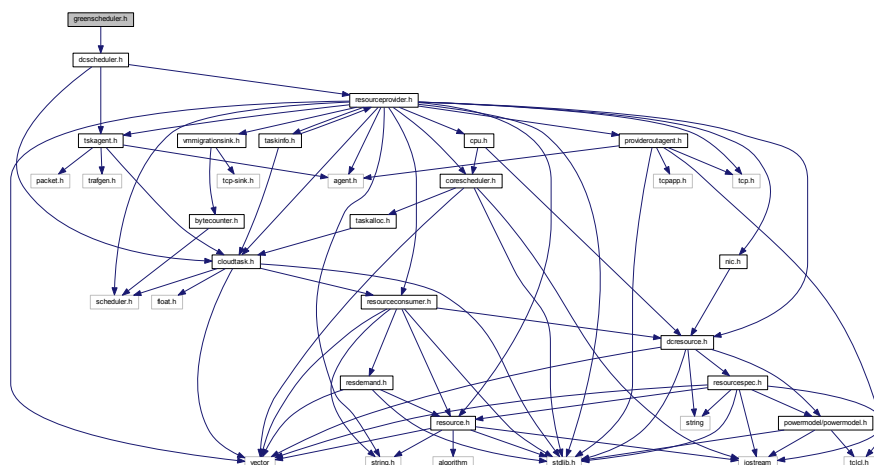 greenscheduler.h
dcscheduler.h
resourceprovider.h
tskagent.h
vmmigrationsink.h
taskinfo.h
cpu.h
provideroutagent.h
packet.h
trafgen.h
tcp-sink.h
agent.h
corescheduler.h
tcpapp.h
tcp.h
bytecounter.h
taskalloc.h
cloudtask.h
nic.h
scheduler.h
float.h
resourceconsumer.h
dcresource.h
resdemand.h
resourcespec.h
resource.h
string
powermodel/powermodel.h
vector
string.h
algorithm
stdlib.h
iostream
tclcl.h